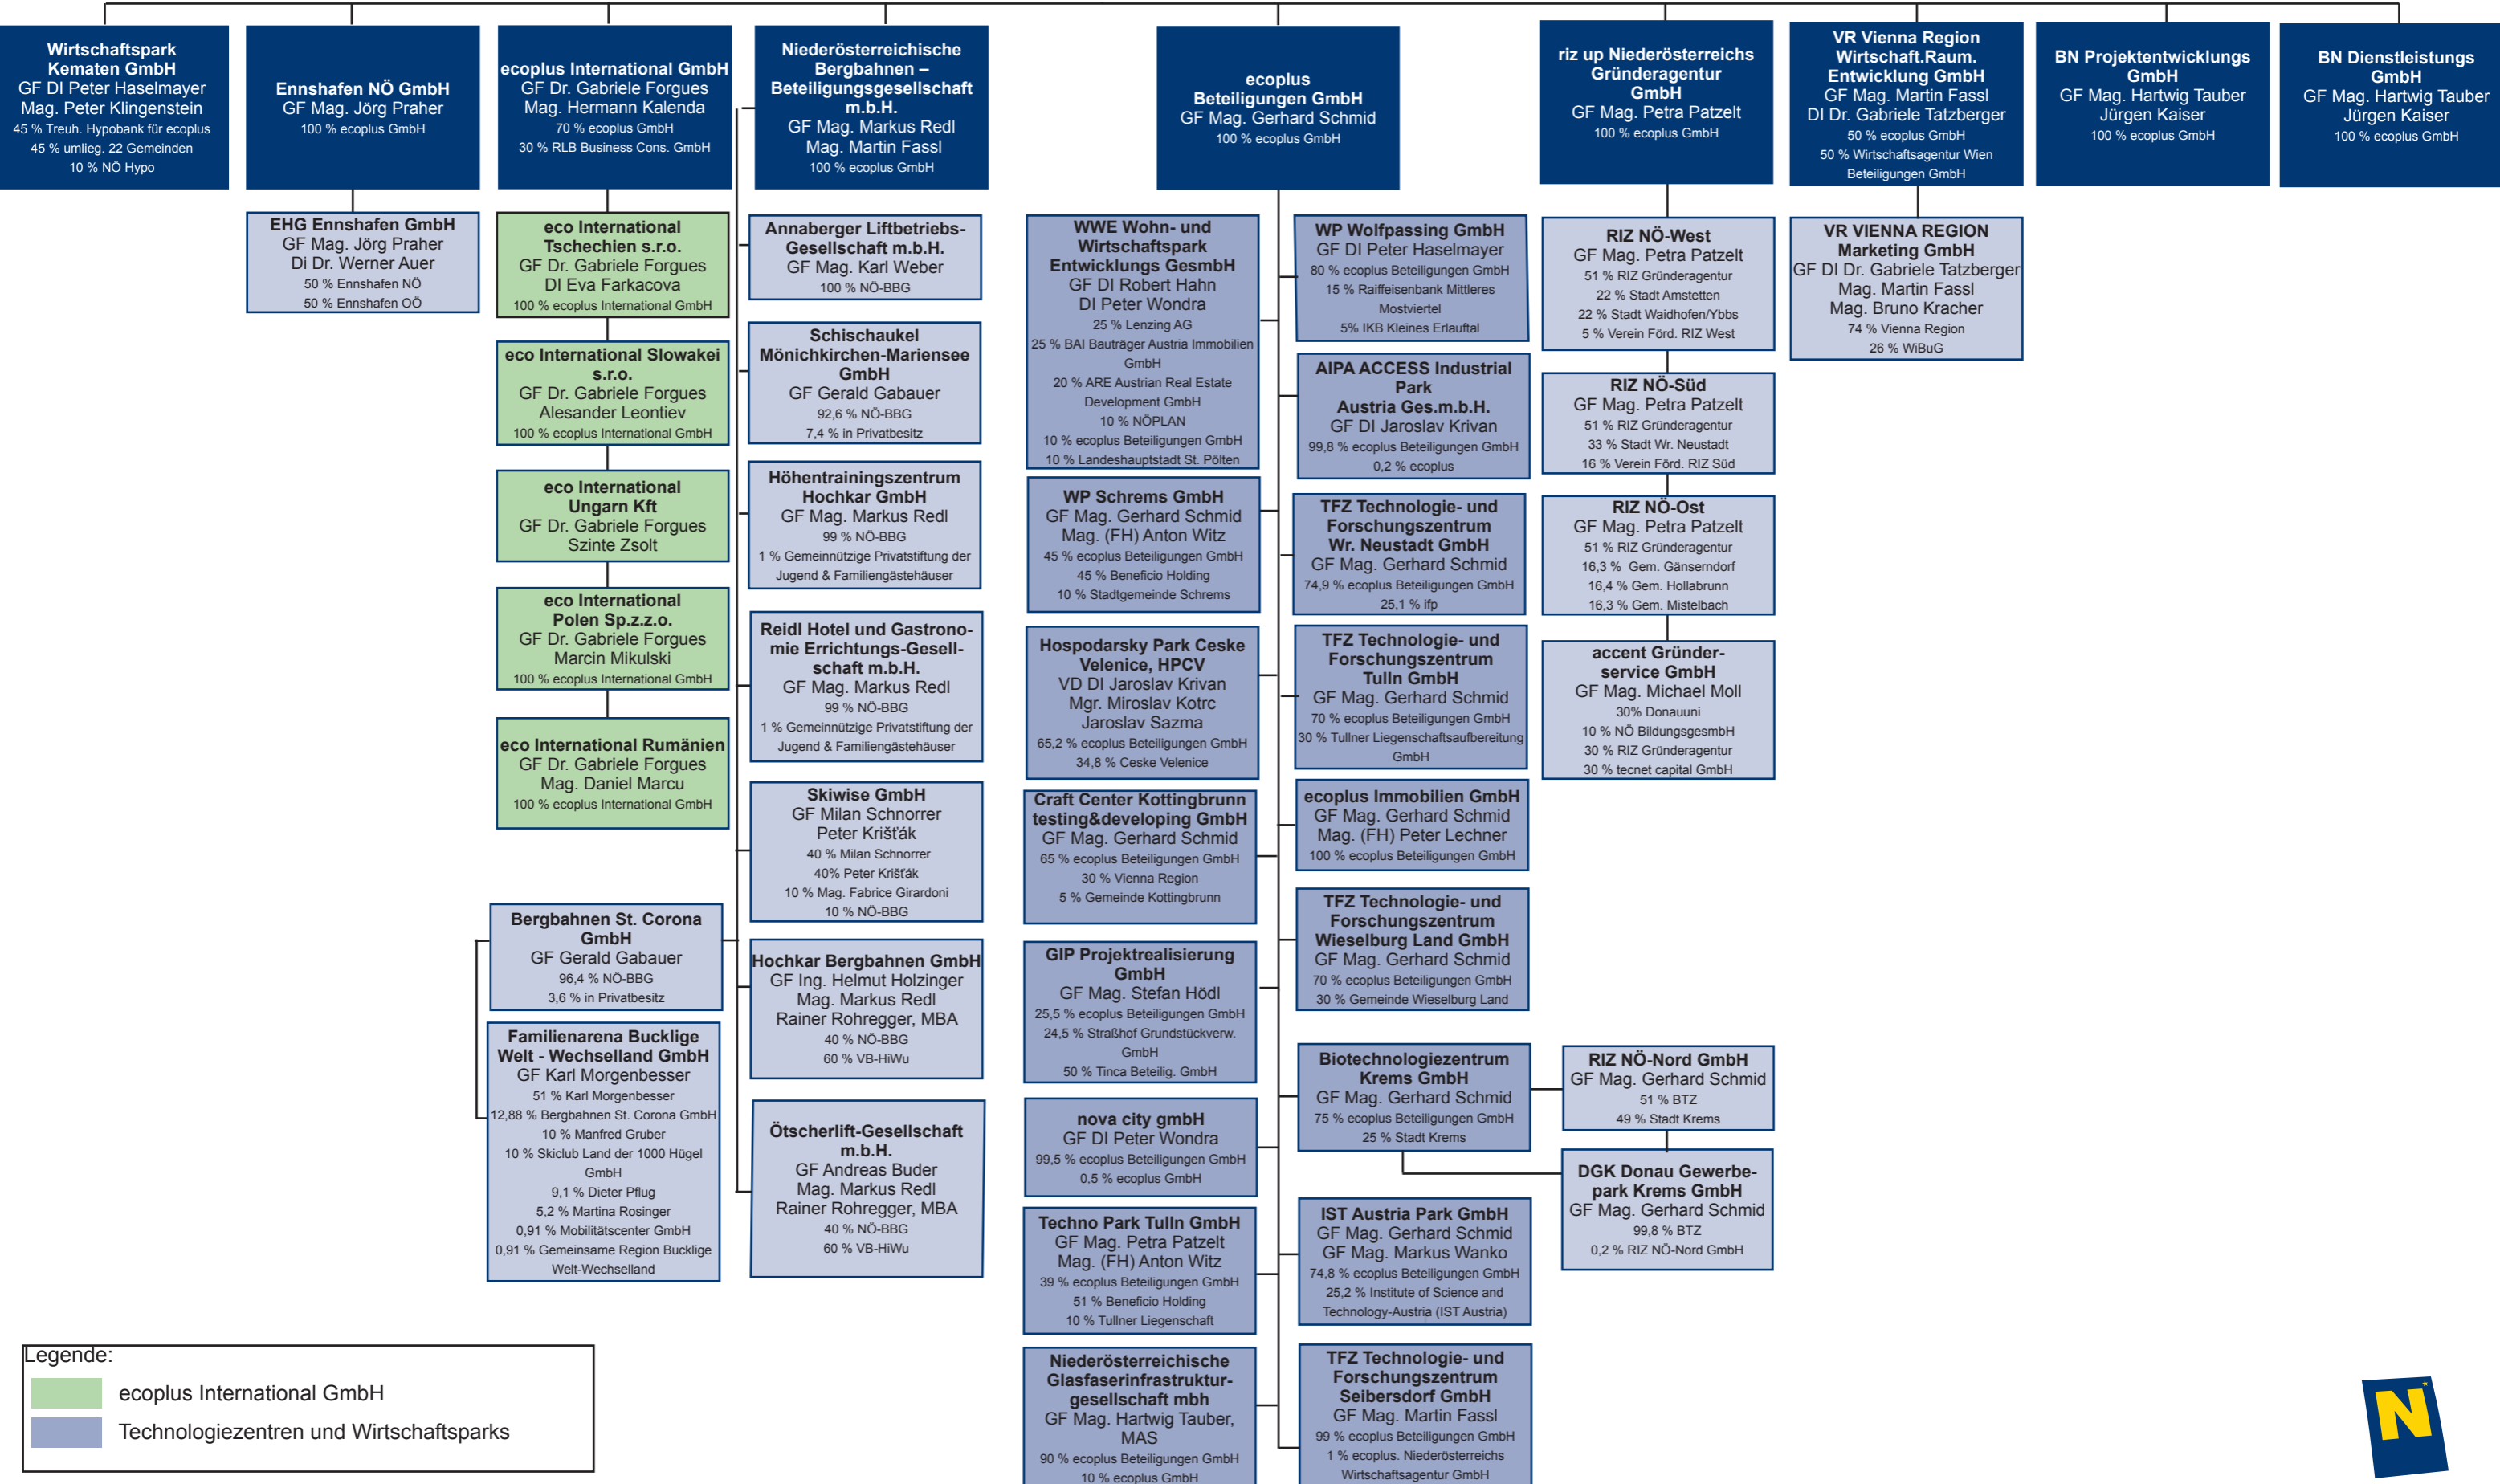 Wirtschaftspark
Kematen GmbH
GF DI Peter Haselmayer
Mag. Peter Klingenstein
45 % Treuh. Hypobank für ecoplus
45 % umlieg. 22 Gemeinden
10 % NÖ Hypo
Ennshafen NÖ GmbH
GF Mag. Jörg Praher
100 % ecoplus GmbH
ecoplus International GmbH
GF Dr. Gabriele Forgues
Mag. Hermann Kalenda
70 % ecoplus GmbH
30 % RLB Business Cons. GmbH
Niederösterreichische
Bergbahnen –
Beteiligungsgesellschaft
m.b.H.
GF Mag. Markus Redl
Mag. Martin Fassl
100 % ecoplus GmbH
ecoplus
Beteiligungen GmbH
GF Mag. Gerhard Schmid
100 % ecoplus GmbH
riz up Niederösterreichs
Gründeragentur
GmbH
GF Mag. Petra Patzelt
100 % ecoplus GmbH
VR Vienna Region
Wirtschaft.Raum.
Entwicklung GmbH
GF Mag. Martin Fassl
DI Dr. Gabriele Tatzberger
50 % ecoplus GmbH
50 % Wirtschaftsagentur Wien
Beteiligungen GmbH
BN Projektentwicklungs
GmbH
GF Mag. Hartwig Tauber
Jürgen Kaiser
100 % ecoplus GmbH
BN Dienstleistungs
GmbH
GF Mag. Hartwig Tauber
Jürgen Kaiser
100 % ecoplus GmbH
EHG Ennshafen GmbH
GF Mag. Jörg Praher
Di Dr. Werner Auer
50 % Ennshafen NÖ
50 % Ennshafen OÖ
eco International
Tschechien s.r.o.
GF Dr. Gabriele Forgues
DI Eva Farkacova
100 % ecoplus International GmbH
eco International Slowakei
s.r.o.
GF Dr. Gabriele Forgues
Alesander Leontiev
100 % ecoplus International GmbH
eco International
Ungarn Kft
GF Dr. Gabriele Forgues
Szinte Zsolt
eco International
Polen Sp.z.z.o.
GF Dr. Gabriele Forgues
Marcin Mikulski
100 % ecoplus International GmbH
eco International Rumänien
GF Dr. Gabriele Forgues
Mag. Daniel Marcu
100 % ecoplus International GmbH
Bergbahnen St. Corona
GmbH
GF Gerald Gabauer
96,4 % NÖ-BBG
3,6 % in Privatbesitz
Familienarena Bucklige
Welt - Wechselland GmbH
GF Karl Morgenbesser
51 % Karl Morgenbesser
12,88 % Bergbahnen St. Corona GmbH
10 % Manfred Gruber
10 % Skiclub Land der 1000 Hügel
GmbH
9,1 % Dieter Pflug
5,2 % Martina Rosinger
0,91 % Mobilitätscenter GmbH
0,91 % Gemeinsame Region Bucklige
Welt-Wechselland
Annaberger Liftbetriebs-
Gesellschaft m.b.H.
GF Mag. Karl Weber
100 % NÖ-BBG
Schischaukel
Mönichkirchen-Mariensee
GmbH
GF Gerald Gabauer
92,6 % NÖ-BBG
7,4 % in Privatbesitz
Höhentrainingszentrum
Hochkar GmbH
GF Mag. Markus Redl
99 % NÖ-BBG
1 % Gemeinnützige Privatstiftung der
Jugend & Familiengästehäuser
Reidl Hotel und Gastrono-
mie Errichtungs-Gesell-
schaft m.b.H.
GF Mag. Markus Redl
99 % NÖ-BBG
1 % Gemeinnützige Privatstiftung der
Jugend & Familiengästehäuser
Skiwise GmbH
GF Milan Schnorrer
Peter Krišťák
40 % Milan Schnorrer
40% Peter Krišťák
10 % Mag. Fabrice Girardoni
10 % NÖ-BBG
Hochkar Bergbahnen GmbH
GF Ing. Helmut Holzinger
Mag. Markus Redl
Rainer Rohregger, MBA
40 % NÖ-BBG
60 % VB-HiWu
Ötscherlift-Gesellschaft
m.b.H.
GF Andreas Buder
Mag. Markus Redl
Rainer Rohregger, MBA
40 % NÖ-BBG
60 % VB-HiWu
WWE Wohn- und
Wirtschaftspark
Entwicklungs GesmbH
GF DI Robert Hahn
DI Peter Wondra
25 % Lenzing AG
25 % BAI Bauträger Austria Immobilien
GmbH
20 % ARE Austrian Real Estate
Development GmbH
10 % NÖPLAN
10 % ecoplus Beteiligungen GmbH
10 % Landeshauptstadt St. Pölten
WP Schrems GmbH
GF Mag. Gerhard Schmid
Mag. (FH) Anton Witz
45 % ecoplus Beteiligungen GmbH
45 % Beneficio Holding
10 % Stadtgemeinde Schrems
Hospodarsky Park Ceske
Velenice, HPCV
VD DI Jaroslav Krivan
Mgr. Miroslav Kotrc
Jaroslav Sazma
65,2 % ecoplus Beteiligungen GmbH
34,8 % Ceske Velenice
Craft Center Kottingbrunn
testing&developing GmbH
GF Mag. Gerhard Schmid
65 % ecoplus Beteiligungen GmbH
30 % Vienna Region
5 % Gemeinde Kottingbrunn
GIP Projektrealisierung
GmbH
GF Mag. Stefan Hödl
25,5 % ecoplus Beteiligungen GmbH
24,5 % Straßhof Grundstückverw.
GmbH
50 % Tinca Beteilig. GmbH
nova city gmbH
GF DI Peter Wondra
99,5 % ecoplus Beteiligungen GmbH
0,5 % ecoplus GmbH
Techno Park Tulln GmbH
GF Mag. Petra Patzelt
Mag. (FH) Anton Witz
39 % ecoplus Beteiligungen GmbH
51 % Beneficio Holding
10 % Tullner Liegenschaft
Niederösterreichische
Glasfaserinfrastruktur-
gesellschaft mbh
GF Mag. Hartwig Tauber,
MAS
90 % ecoplus Beteiligungen GmbH
10 % ecoplus GmbH
WP Wolfpassing GmbH
GF DI Peter Haselmayer
80 % ecoplus Beteiligungen GmbH
15 % Raiffeisenbank Mittleres
Mostviertel
5% IKB Kleines Erlauftal
AIPA ACCESS Industrial
Park
Austria Ges.m.b.H.
GF DI Jaroslav Krivan
99,8 % ecoplus Beteiligungen GmbH
0,2 % ecoplus
TFZ Technologie- und
Forschungszentrum
Wr. Neustadt GmbH
GF Mag. Gerhard Schmid
74,9 % ecoplus Beteiligungen GmbH
25,1 % ifp
TFZ Technologie- und
Forschungszentrum
Tulln GmbH
GF Mag. Gerhard Schmid
70 % ecoplus Beteiligungen GmbH
30 % Tullner Liegenschaftsaufbereitung
GmbH
ecoplus Immobilien GmbH
GF Mag. Gerhard Schmid
Mag. (FH) Peter Lechner
100 % ecoplus Beteiligungen GmbH
TFZ Technologie- und
Forschungszentrum
Wieselburg Land GmbH
GF Mag. Gerhard Schmid
70 % ecoplus Beteiligungen GmbH
30 % Gemeinde Wieselburg Land
Biotechnologiezentrum
Krems GmbH
GF Mag. Gerhard Schmid
75 % ecoplus Beteiligungen GmbH
25 % Stadt Krems
IST Austria Park GmbH
GF Mag. Gerhard Schmid
GF Mag. Markus Wanko
74,8 % ecoplus Beteiligungen GmbH
25,2 % Institute of Science and
Technology-Austria (IST Austria)
TFZ Technologie- und
Forschungszentrum
Seibersdorf GmbH
GF Mag. Martin Fassl
99 % ecoplus Beteiligungen GmbH
1 % ecoplus. Niederösterreichs
Wirtschaftsagentur GmbH
RIZ NÖ-West
GF Mag. Petra Patzelt
51 % RIZ Gründeragentur
22 % Stadt Amstetten
22 % Stadt Waidhofen/Ybbs
5 % Verein Förd. RIZ West
RIZ NÖ-Süd
GF Mag. Petra Patzelt
51 % RIZ Gründeragentur
33 % Stadt Wr. Neustadt
16 % Verein Förd. RIZ Süd
RIZ NÖ-Ost
GF Mag. Petra Patzelt
51 % RIZ Gründeragentur
16,3 % Gem. Gänserndorf
16,4 % Gem. Hollabrunn
16,3 % Gem. Mistelbach
accent Gründer-
service GmbH
GF Mag. Michael Moll
30% Donauuni
10 % NÖ BildungsgesmbH
30 % RIZ Gründeragentur
30 % tecnet capital GmbH
RIZ NÖ-Nord GmbH
GF Mag. Gerhard Schmid
51 % BTZ
49 % Stadt Krems
DGK Donau Gewerbe-
park Krems GmbH
GF Mag. Gerhard Schmid
99,8 % BTZ
0,2 % RIZ NÖ-Nord GmbH
VR VIENNA REGION
Marketing GmbH
GF DI Dr. Gabriele Tatzberger
Mag. Martin Fassl
Mag. Bruno Kracher
74 % Vienna Region
26 % WiBuG
Legende:
ecoplus International GmbH
Technologiezentren und Wirtschaftsparks
N